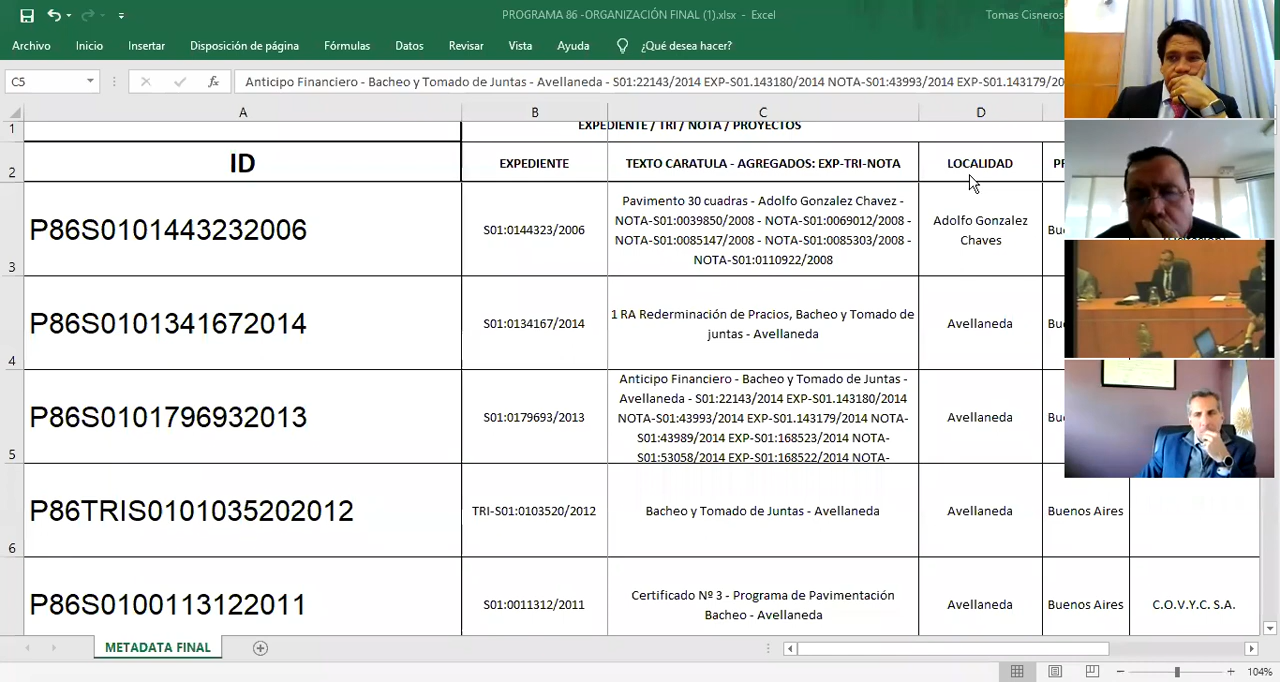 PROGRAMA 86 -ORGANIZACIÓN FINAL (1).xlsx - Excel
Tomas Cisneros
Archivo Inicio Insertar Disposición de página Fórmulas Datos Revisar Vista Ayuda ¿Qué desea hacer?
C5 fx Anticipo Financiero - Bacheo y Tomado de Juntas - Avellaneda - S01:22143/2014 EXP-S01.143180/2014 NOTA-S01:43993/2014 EXP-S01.143179/20
A B C D
1
EXPEDIENTE / TRI / NOTA / PROYECTOS
2
ID
EXPEDIENTE
TEXTO CARATULA - AGREGADOS: EXP-TRI-NOTA
LOCALIDAD
3
P86S0101443232006
S01:0144323/2006
Pavimento 30 cuadras - Adolfo Gonzalez Chavez -
NOTA-S01:0039850/2008 - NOTA-S01:0069012/2008 -
NOTA-S01:0085147/2008 - NOTA-S01:0085303/2008 -
NOTA-S01:0110922/2008
Adolfo Gonzalez
Chaves
Bu
4
P86S0101341672014
S01:0134167/2014
1 RA Rederminación de Pracios, Bacheo y Tomado de
juntas - Avellaneda
Avellaneda
Bu
5
P86S0101796932013
S01:0179693/2013
Anticipo Financiero - Bacheo y Tomado de Juntas -
Avellaneda - S01:22143/2014 EXP-S01.143180/2014
NOTA-S01:43993/2014 EXP-S01.143179/2014 NOTA-
S01:43989/2014 EXP-S01:168523/2014 NOTA-
S01:53058/2014 EXP-S01:168522/2014 NOTA-
Avellaneda
Bu
6
P86TRIS0101035202012
TRI-S01:0103520/2012
Bacheo y Tomado de Juntas - Avellaneda
Avellaneda
Buenos Aires
P86S0100113122011
S01:0011312/2011
Certificado Nº 3 - Programa de Pavimentación
Bacheo - Avellaneda
Avellaneda
Buenos Aires
C.O.V.Y.C. S.A.
METADATA FINAL
104%